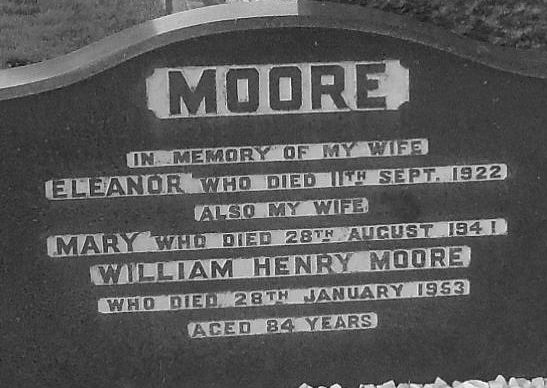 MOORE
IN MEMORY OF MY WIFE
ELEANOR WHO DIED 11TH SEPT. 1922
ALSO MY WIFE
MARY WHO DIED 28TH AUGUST 1941
WILLIAM HENRY MOORE
WHO DIED 28TH JANUARY 1953
AGED 84 YEARS